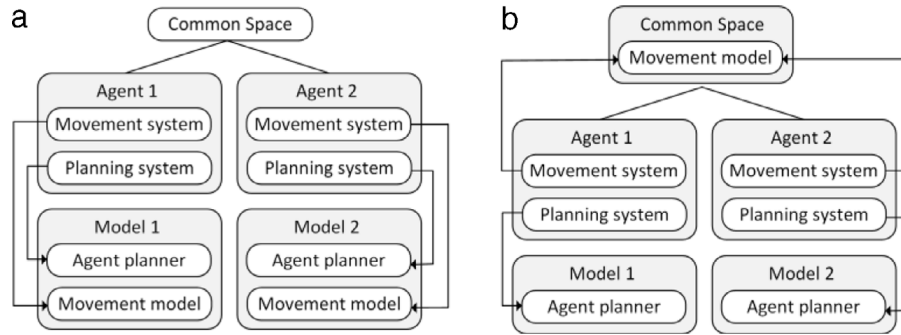 a
Common Space
Agent 1
Movement system
Planning system
Agent 2
Movement system
Planning system
Model 1
Agent planner
Movement model
Model 2
Agent planner
Movement model
b
Common Space
Movement model
Agent 1
Movement system
Planning system
Agent 2
Movement system
Planning system
Model 1
Agent planner
Model 2
Agent planner